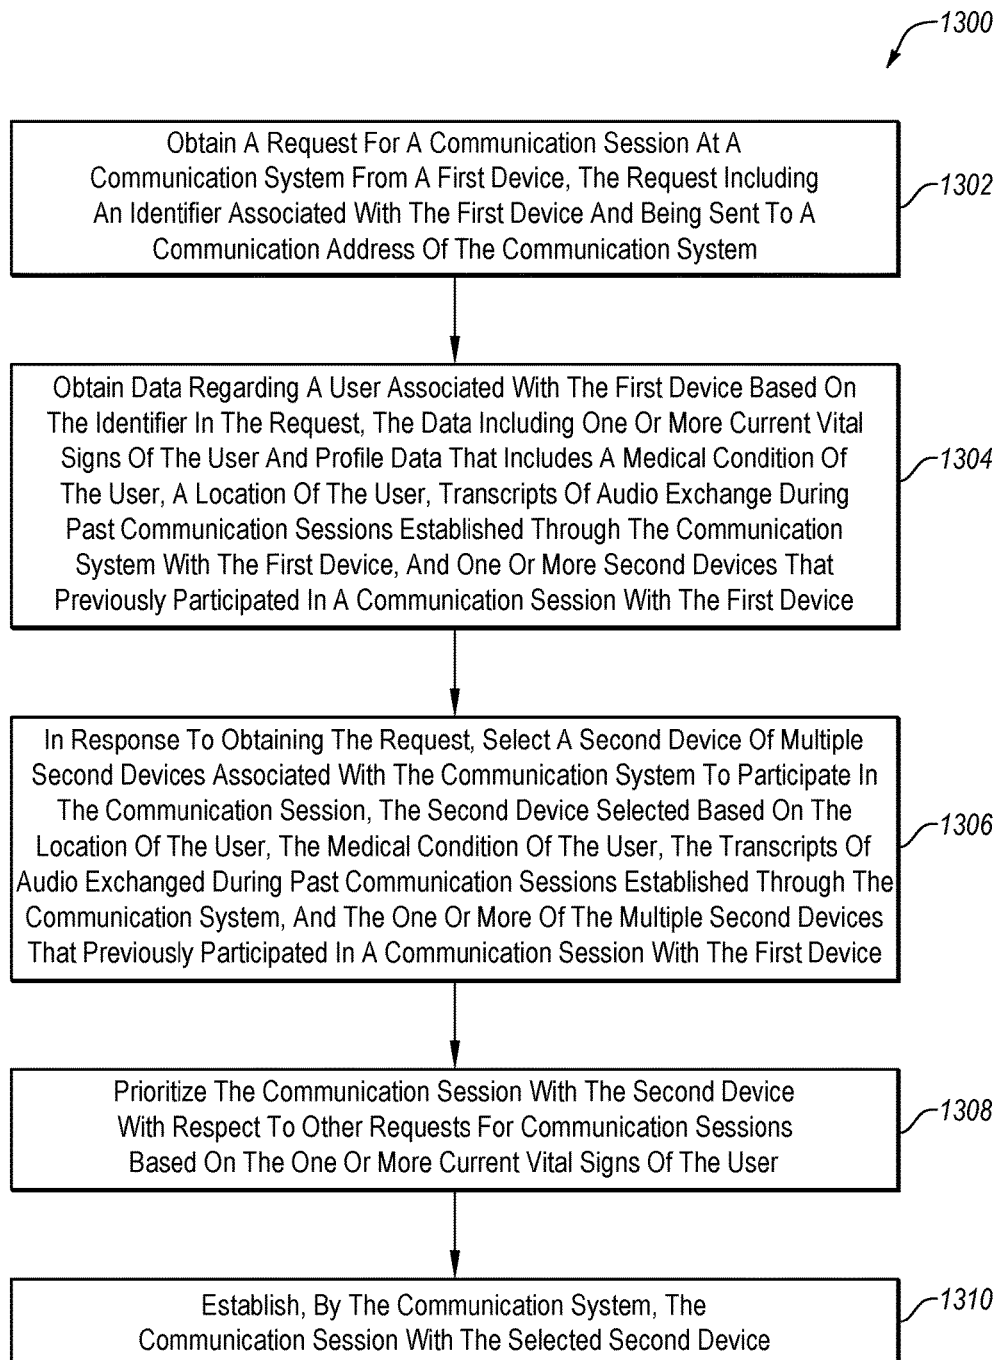 1300
Obtain A Request For A Communication Session At A
Communication System From A First Device, The Request Including
An Identifier Associated With The First Device And Being Sent To A
Communication Address Of The Communication System
1302
Obtain Data Regarding A User Associated With The First Device Based On
The Identifier In The Request, The Data Including One Or More Current Vital
Signs Of The User And Profile Data That Includes A Medical Condition Of
The User, A Location Of The User, Transcripts Of Audio Exchange During
Past Communication Sessions Established Through The Communication
System With The First Device, And One Or More Second Devices That
Previously Participated In A Communication Session With The First Device
1304
In Response To Obtaining The Request, Select A Second Device Of Multiple
Second Devices Associated With The Communication System To Participate In
The Communication Session, The Second Device Selected Based On The
Location Of The User, The Medical Condition Of The User, The Transcripts Of
Audio Exchanged During Past Communication Sessions Established Through The
Communication System, And The One Or More Of The Multiple Second Devices
That Previously Participated In A Communication Session With The First Device
1306
Prioritize The Communication Session With The Second Device
With Respect To Other Requests For Communication Sessions
Based On The One Or More Current Vital Signs Of The User
1308
Establish, By The Communication System, The
Communication Session With The Selected Second Device
1310